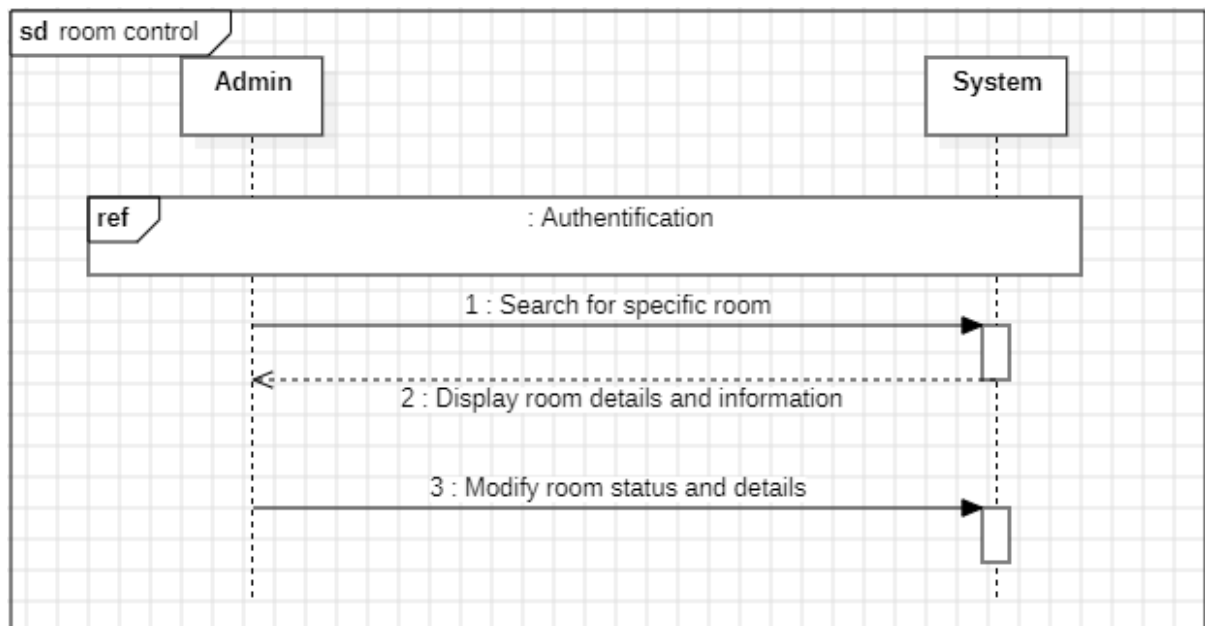 sd room control
Admin
System
ref
: Authentification
1 : Search for specific room
2 : Display room details and information
3 : Modify room status and details